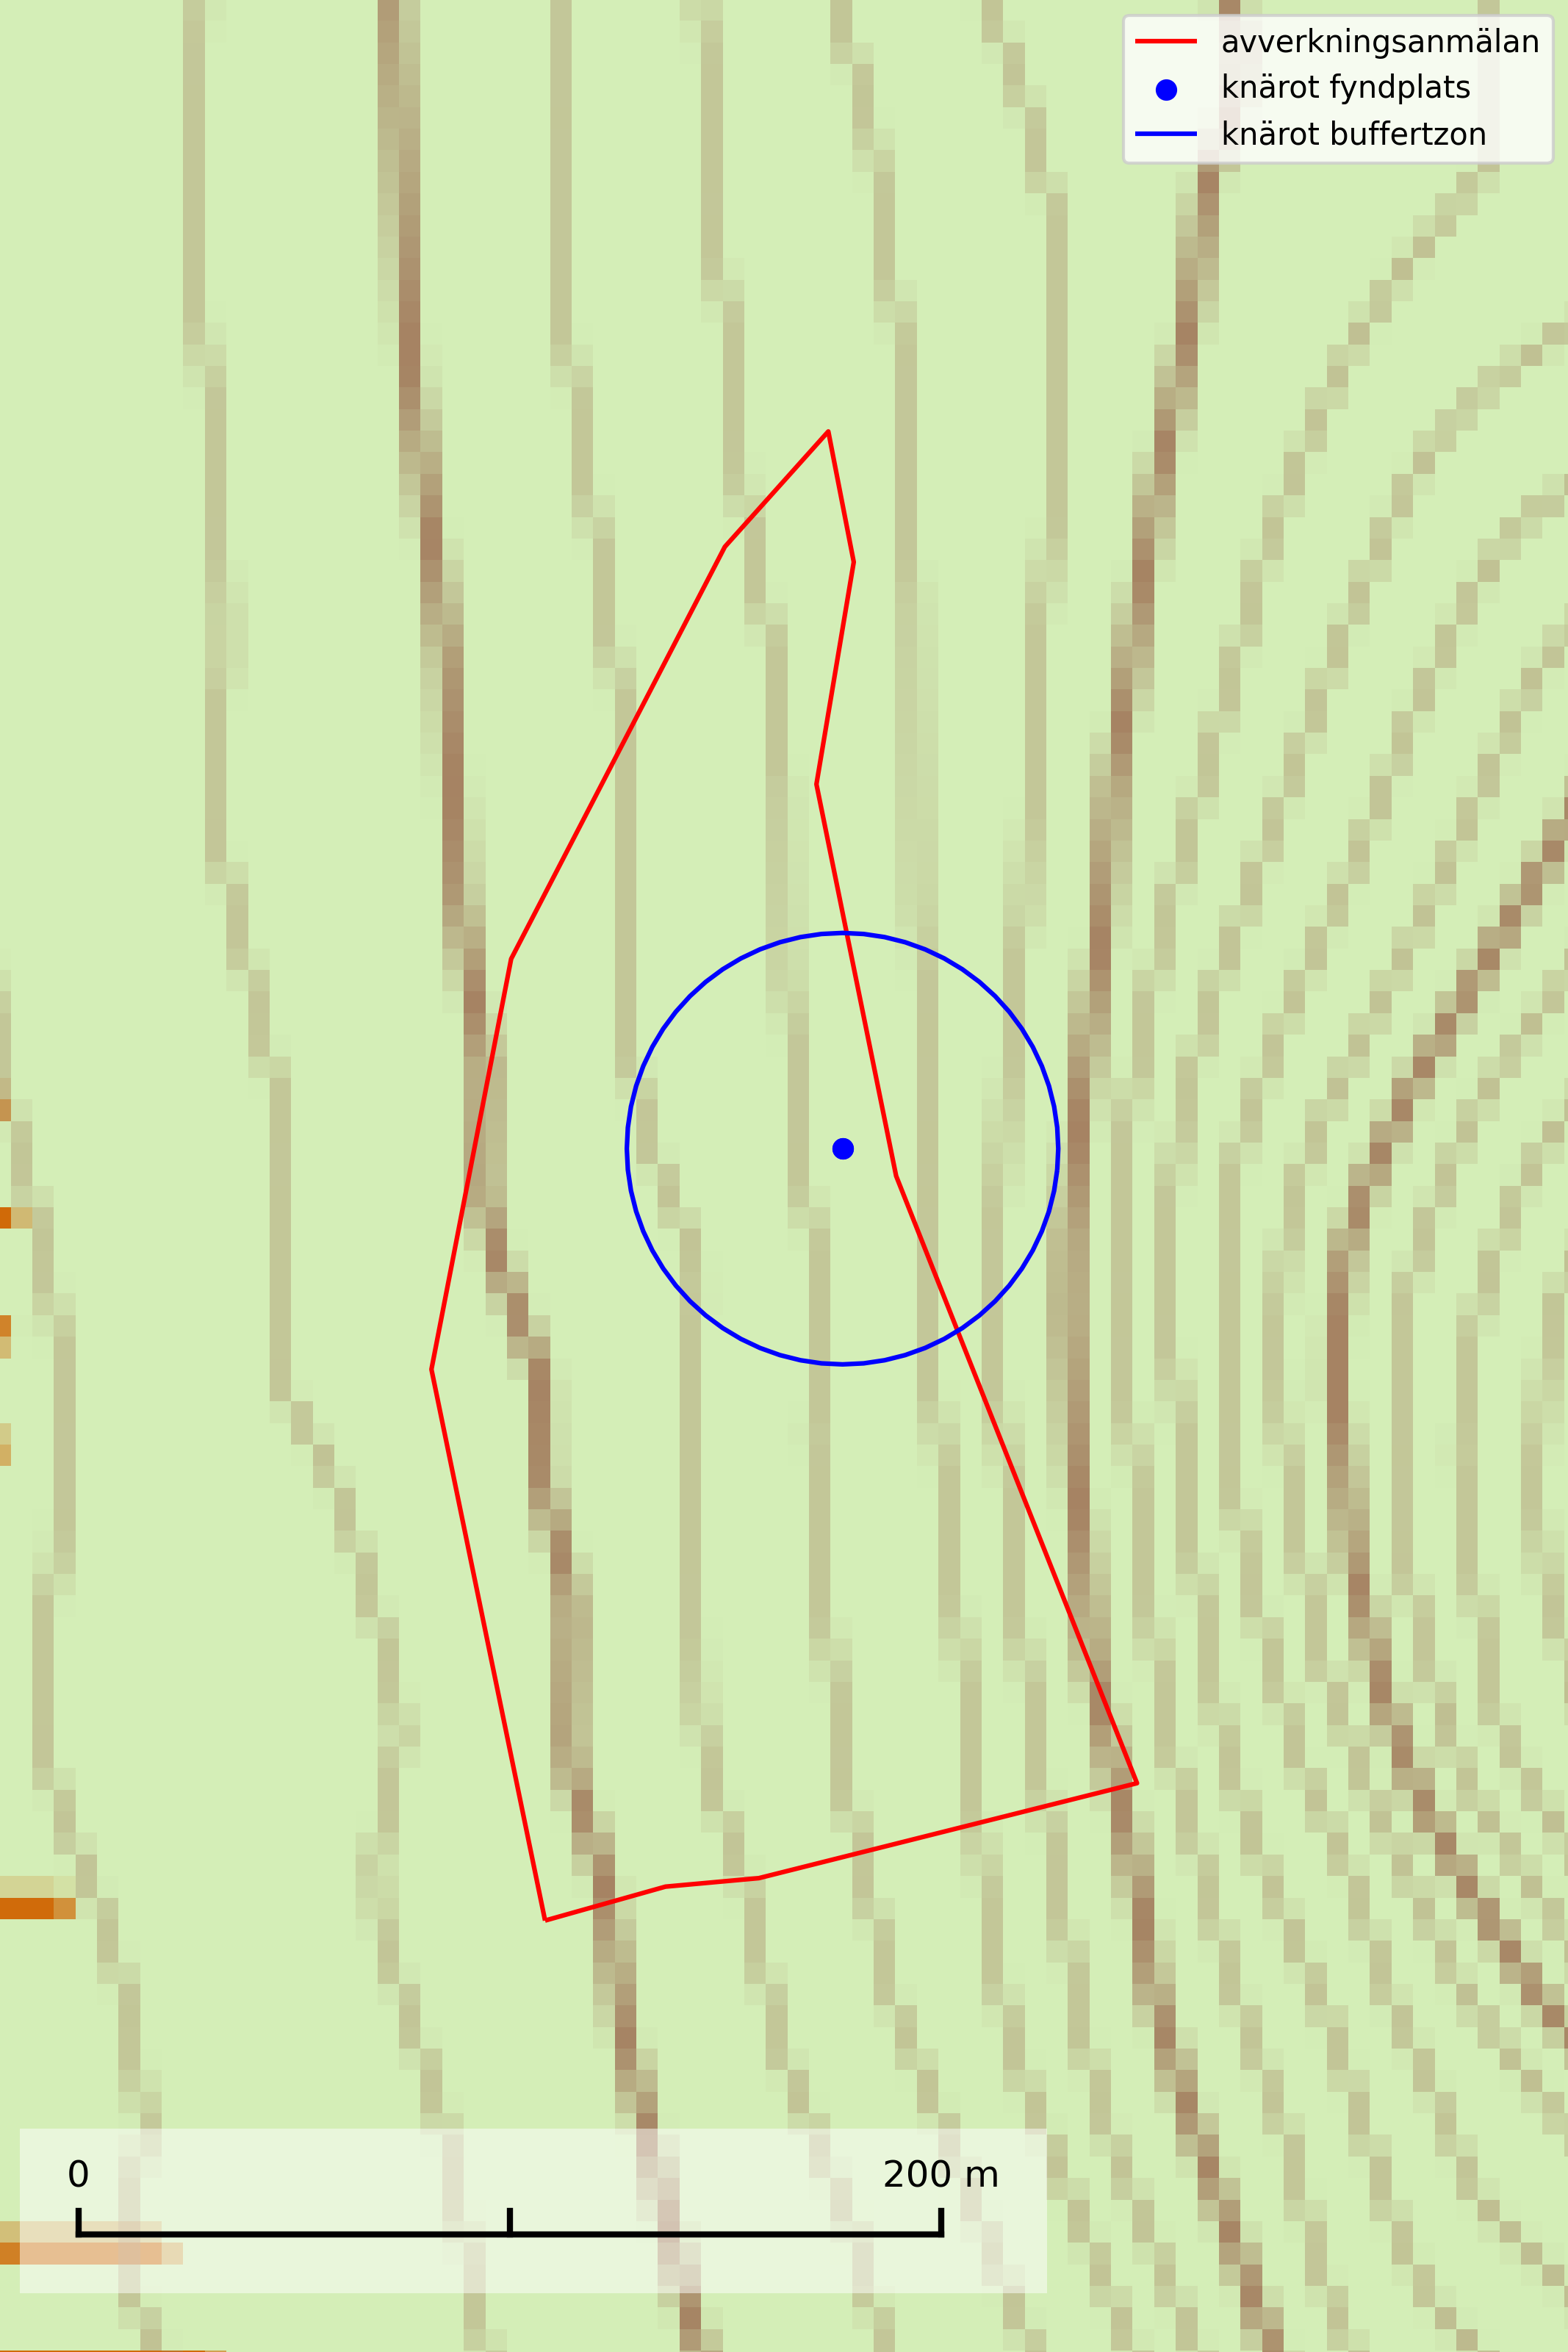 avverkningsanmälan
knärot fyndplats
knärot buffertzon
0 200 m